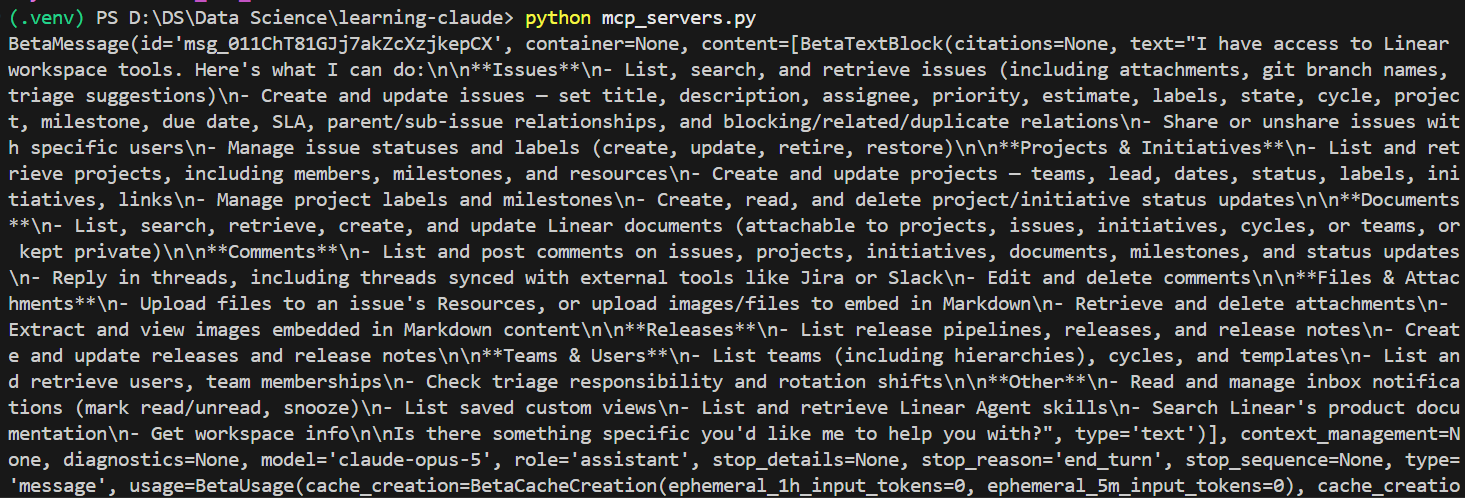 (.venv) PS D:\DS\Data Science\learning-claude> python mcp_servers.py
BetaMessage(id='msg_011ChT81GJj7akZcXzjkepCX', container=None, content=[BetaTextBlock(citations=None, text="I have access to Linear
workspace tools. Here's what I can do:\n\n**Issues**\n- List, search, and retrieve issues (including attachments, git branch names,
triage suggestions)\n- Create and update issues — set title, description, assignee, priority, estimate, labels, state, cycle, projec
t, milestone, due date, SLA, parent/sub-issue relationships, and blocking/related/duplicate relations\n- Share or unshare issues wit
h specific users\n- Manage issue statuses and labels (create, update, retire, restore)\n\n**Projects & Initiatives**\n- List and ret
rieve projects, including members, milestones, and resources\n- Create and update projects — teams, lead, dates, status, labels, ini
tiatives, links\n- Manage project labels and milestones\n- Create, read, and delete project/initiative status updates\n\n**Documents
**\n- List, search, retrieve, create, and update Linear documents (attachable to projects, issues, initiatives, cycles, or teams, or
 kept private)\n\n**Comments**\n- List and post comments on issues, projects, initiatives, documents, milestones, and status updates
\n- Reply in threads, including threads synced with external tools like Jira or Slack\n- Edit and delete comments\n\n**Files & Attac
hments**\n- Upload files to an issue's Resources, or upload images/files to embed in Markdown\n- Retrieve and delete attachments\n-
Extract and view images embedded in Markdown content\n\n**Releases**\n- List release pipelines, releases, and release notes\n- Creat
e and update releases and release notes\n\n**Teams & Users**\n- List teams (including hierarchies), cycles, and templates\n- List an
d retrieve users, team memberships\n- Check triage responsibility and rotation shifts\n\n**Other**\n- Read and manage inbox notifica
tions (mark read/unread, snooze)\n- List saved custom views\n- List and retrieve Linear Agent skills\n- Search Linear's product docu
mentation\n- Get workspace info\n\nIs there something specific you'd like me to help you with?", type='text')], context_management=N
one, diagnostics=None, model='claude-opus-5', role='assistant', stop_details=None, stop_reason='end_turn', stop_sequence=None, type=
'message', usage=BetaUsage(cache_creation=BetaCacheCreation(ephemeral_1h_input_tokens=0, ephemeral_5m_input_tokens=0), cache_creatio